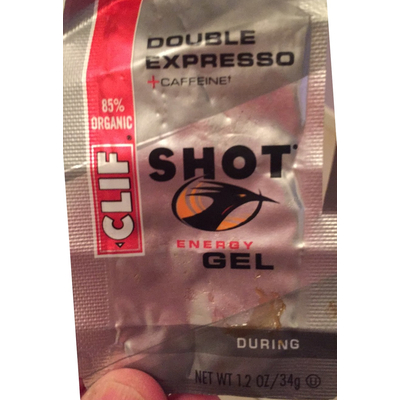 DOUBLE
EXPRESSO
+CAFFEINE†
85%
ORGANIC
CLIF
SHOT
ENERGY
GEL
DURING
NET WT 1.2 OZ/34g U